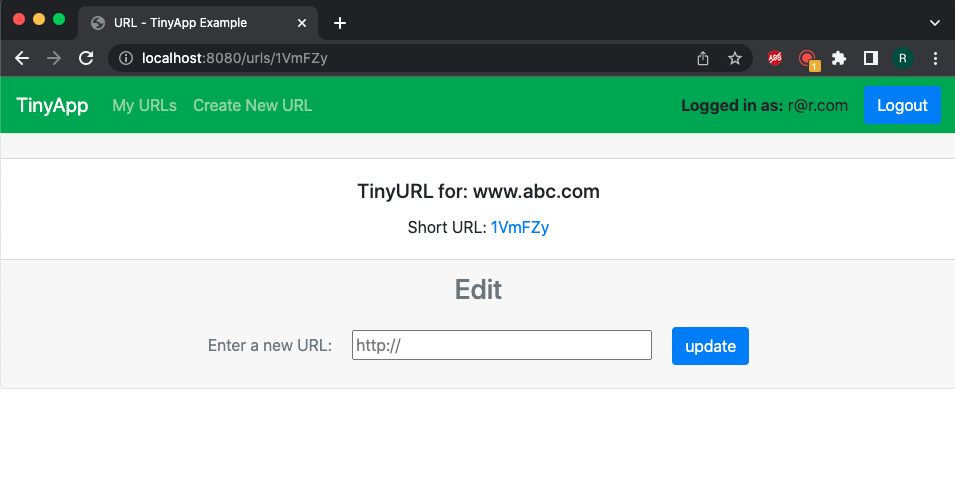 URL - TinyApp Example
localhost:8080/urls/1VmFZy
ADB
1
R
TinyApp My URLs Create New URL Logged in as: r@r.com Logout
TinyURL for: www.abc.com
Short URL: 1VmFZy
Edit
Enter a new URL: http:// update